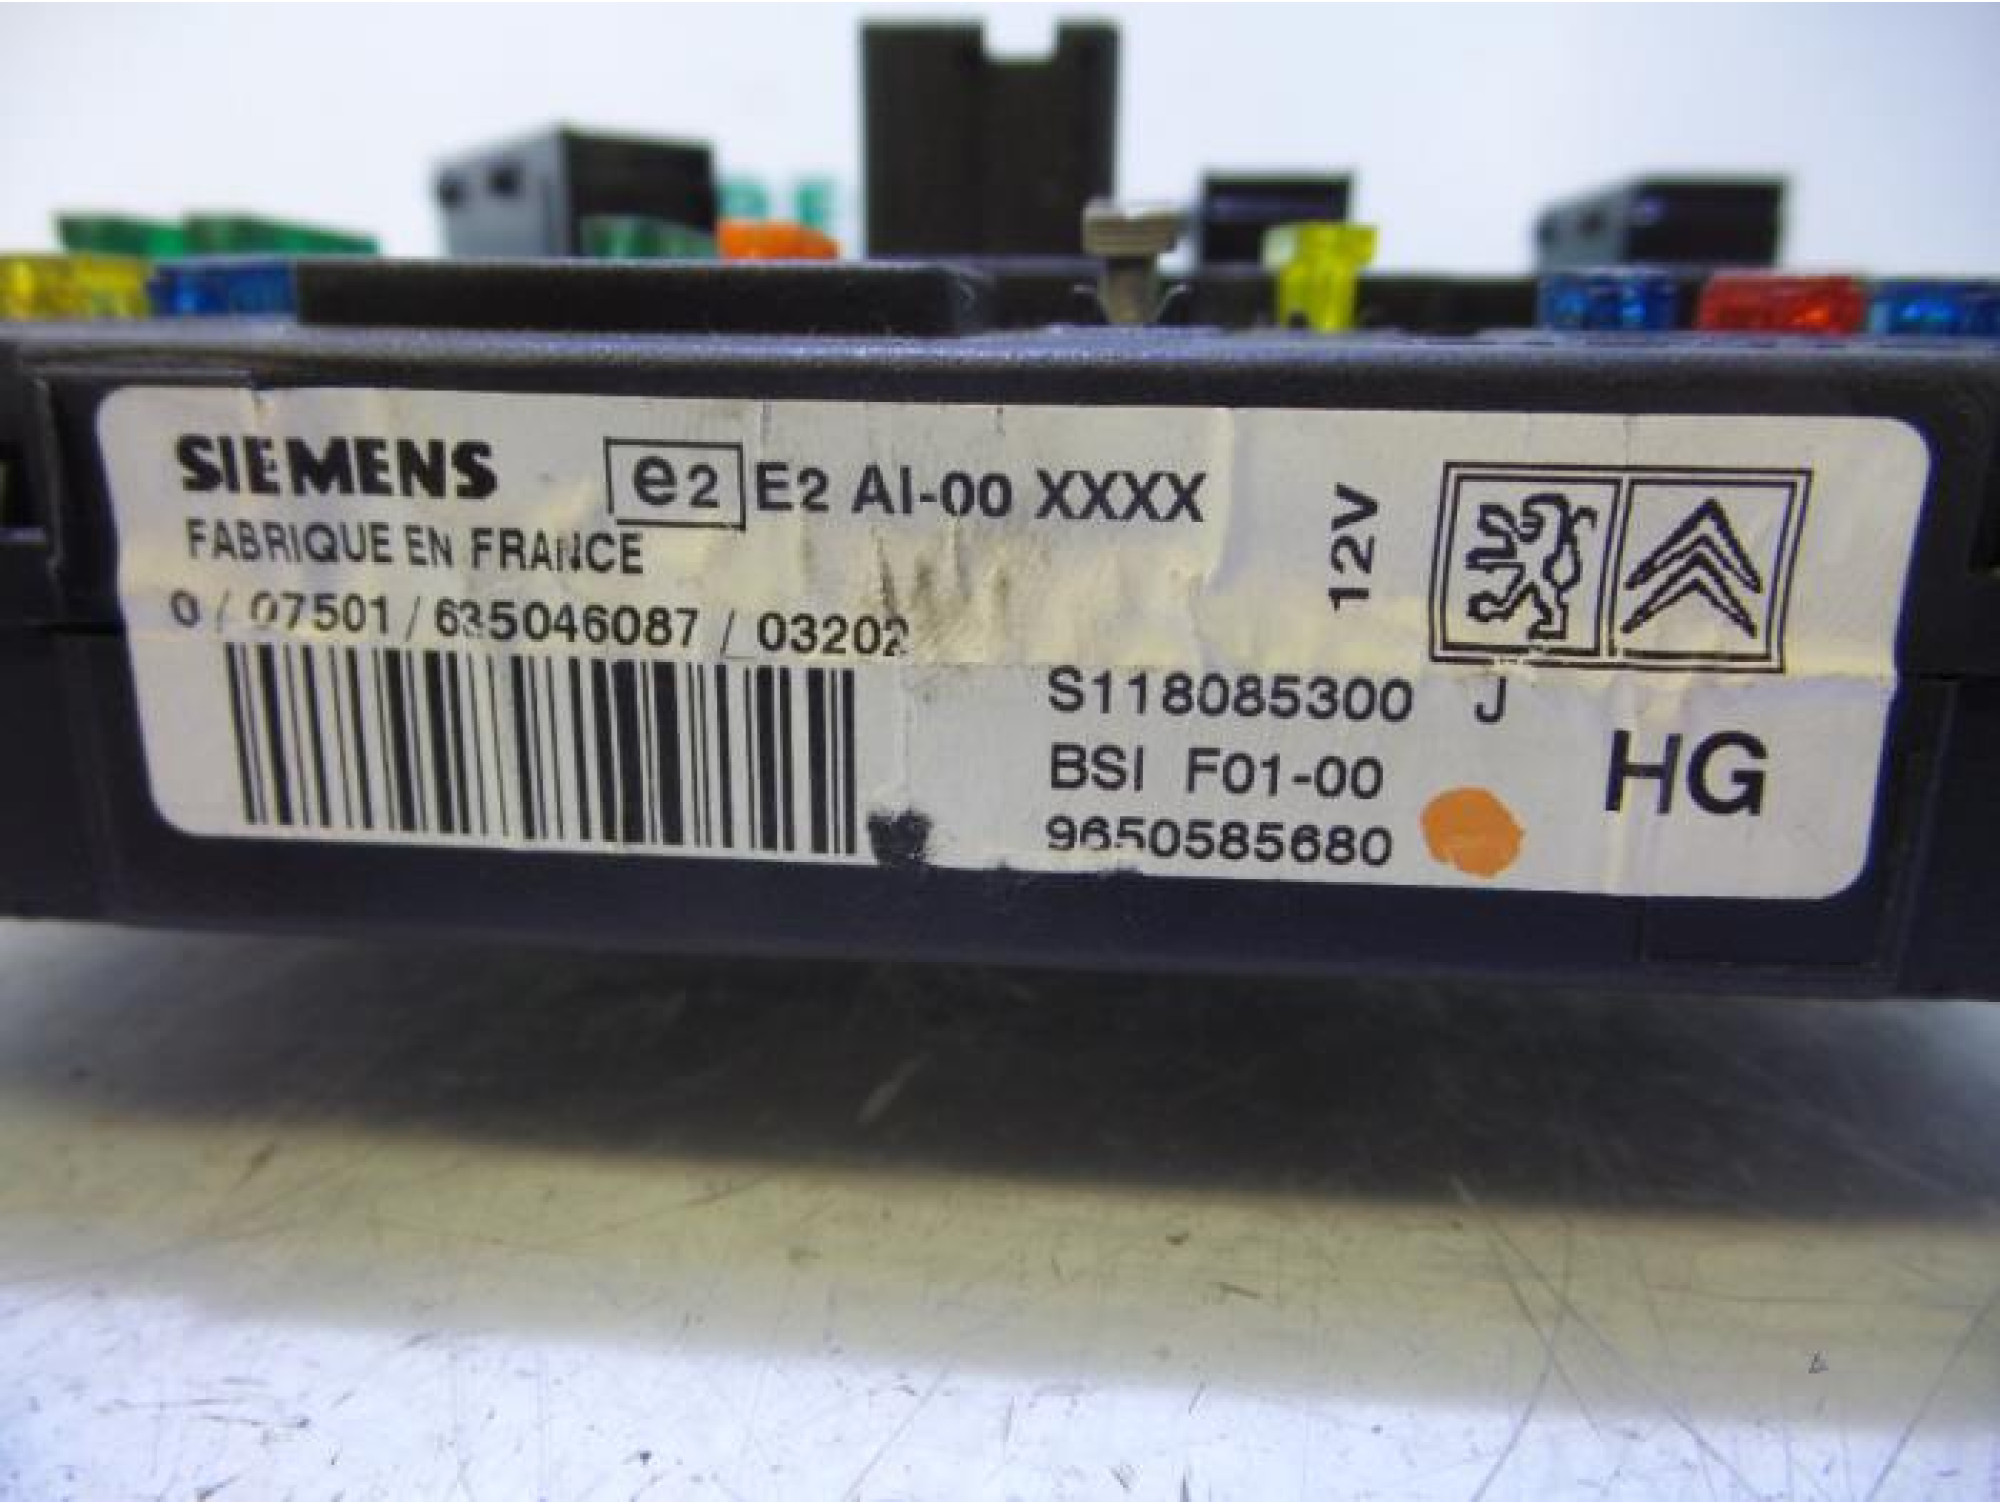 SIEMENS
e2 E2 AI-00 XXXX
12V
FABRIQUE EN FRANCE
0 / 07501 / 635046087 / 03202
S118085300 J
BSI F01-00
HG
9650585680